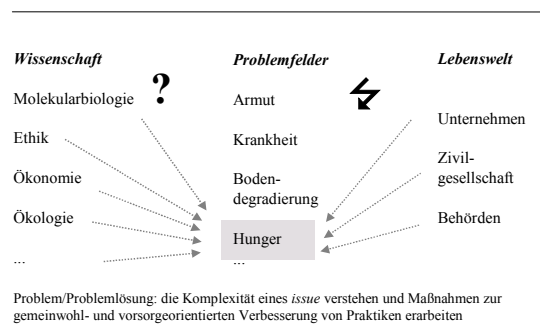 Wissenschaft
Problemfelder
Lebenswelt
Molekularbiologie
?
Ethik
Ökonomie
Ökologie
...
Armut
Krankheit
Boden-
degradierung
Hunger
...
Unternehmen
Zivil-
gesellschaft
Behörden
Problem/Problemlösung: die Komplexität eines issue verstehen und Maßnahmen zur
gemeinwohl- und vorsorgeorientierten Verbesserung von Praktiken erarbeiten